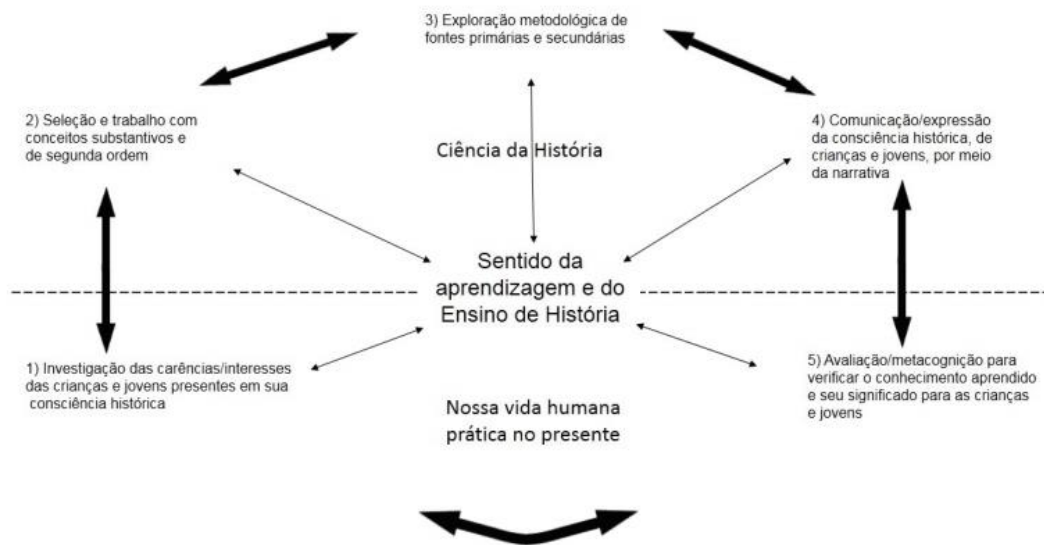 3) Exploração metodológica de
fontes primárias e secundárias
2) Seleção e trabalho com
conceitos substantivos e
de segunda ordem
Ciência da História
4) Comunicação/expressão
da consciência histórica, de
crianças e jovens, por meio
da narrativa
Sentido da
aprendizagem e do
Ensino de História
1) Investigação das carências/interesses
das crianças e jovens presentes em sua
consciência histórica
5) Avaliação/metacognição para
verificar o conhecimento aprendido
e seu significado para as crianças
e jovens
Nossa vida humana
prática no presente